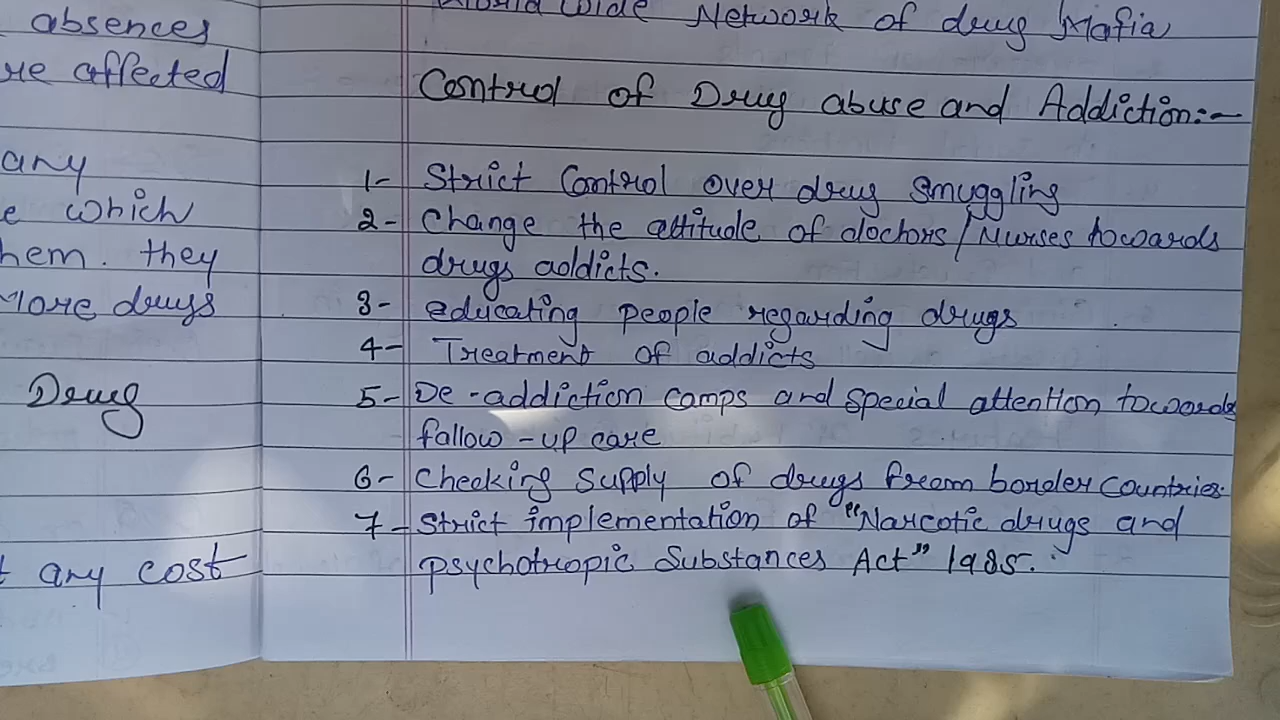 absences
re affected
any
e which
hem. they
More drugs
Drug
t any cost
World Wide Network of drug Mafia
Control of Drug abuse and Addiction:-
1- Strict Control over drug smuggling
2- Change the attitude of doctors/Nurses towards
drugs addicts.
3- educating people regarding drugs
4- Treatment of addicts
5- De-addiction camps and special attention towards
fallow-up care
6- Checking supply of drugs from border countries.
7- Strict implementation of "Narcotic drugs and
psychotropic Substances Act" 1985.